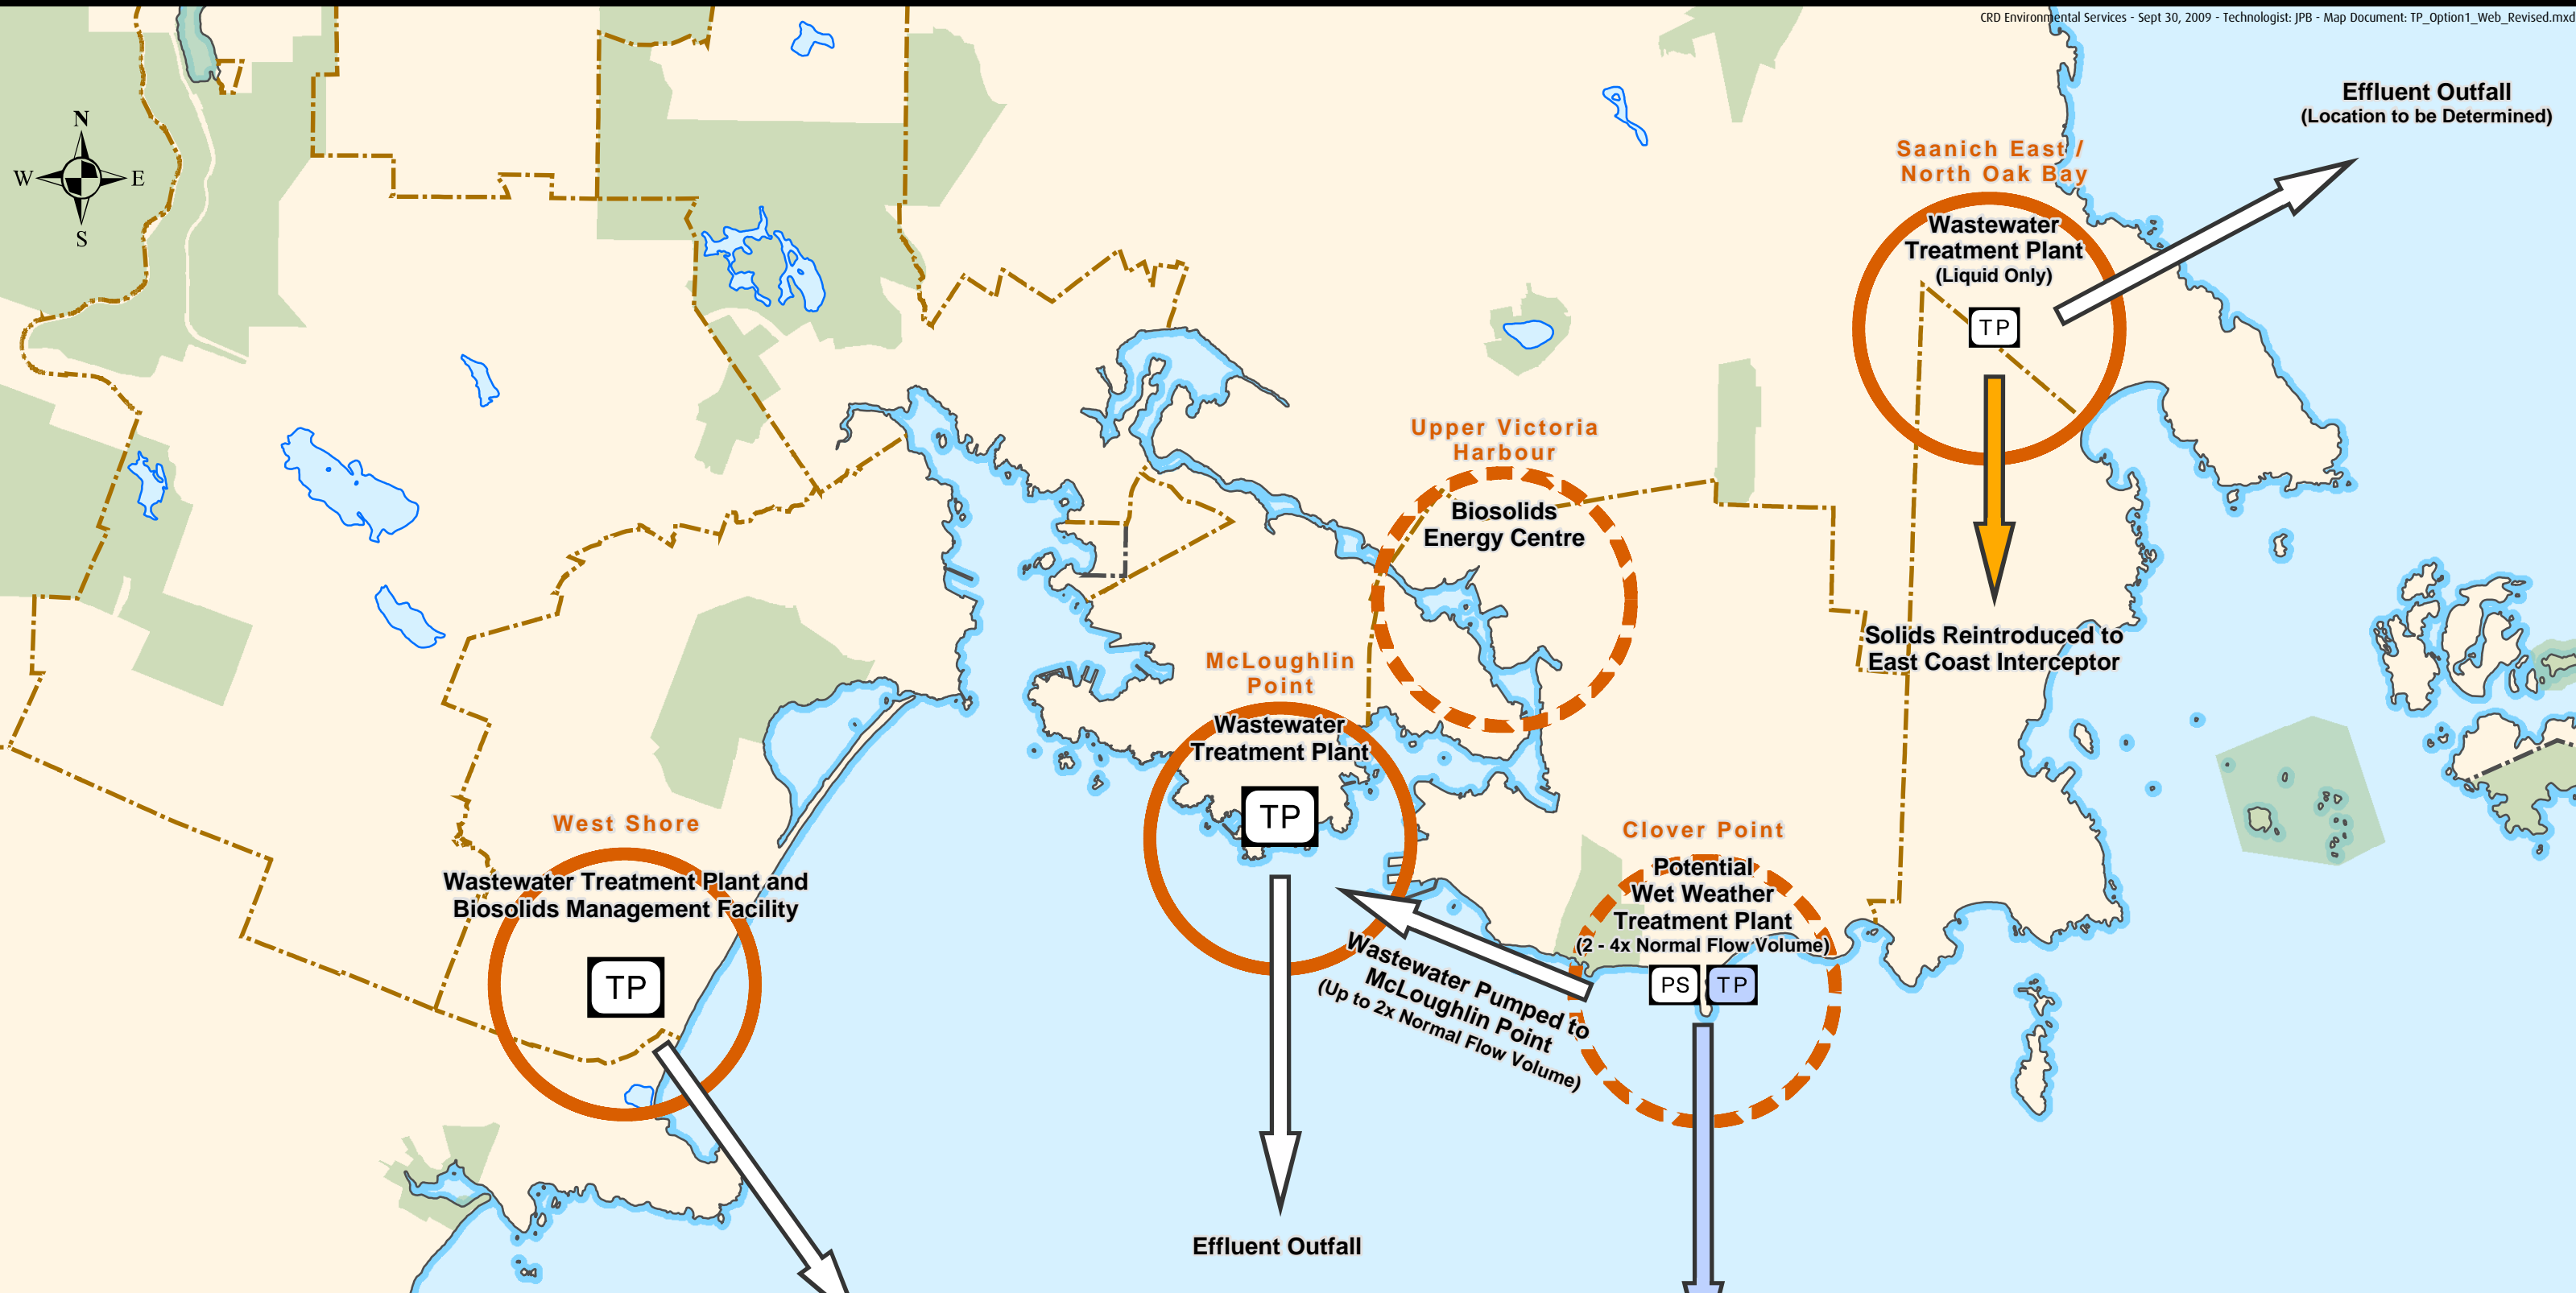 CRD Environmental Services - Sept 30, 2009 - Technologist: JPB - Map Document: TP_Option1_Web_Revised.mxd
Effluent Outfall
(Location to be Determined)
N
W E
S
Saanich East /
North Oak Bay
Wastewater
Treatment Plant
(Liquid Only)
TP
Solids Reintroduced to
East Coast Interceptor
Upper Victoria
Harbour
Biosolids
Energy Centre
McLoughlin
Point
Wastewater
Treatment Plant
TP
Effluent Outfall
West Shore
Wastewater Treatment Plant and
Biosolids Management Facility
TP
Clover Point
Potential
Wet Weather
Treatment Plant
(2 - 4x Normal Flow Volume)
PS TP
Wastewater Pumped to
McLoughlin Point
(Up to 2x Normal Flow Volume)